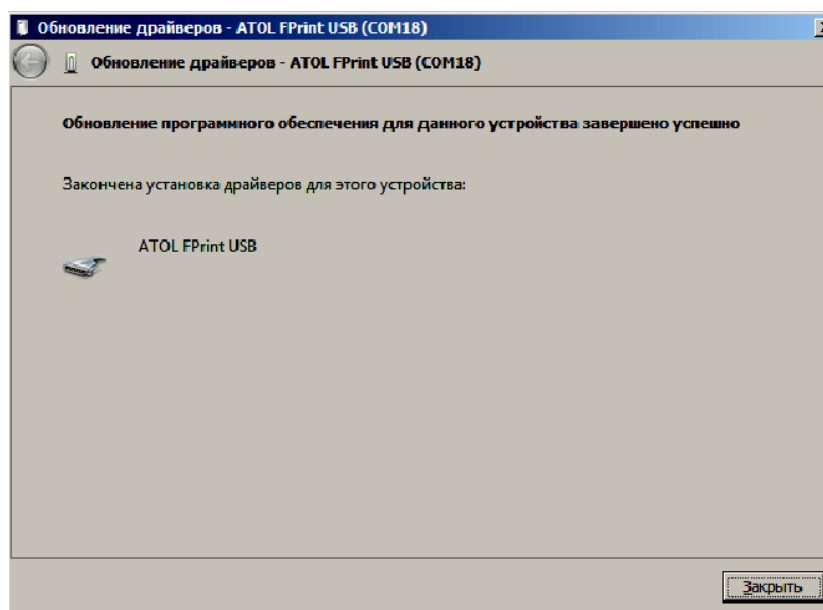 Обновление драйверов - ATOL FPrint USB (COM18)
Обновление драйверов - ATOL FPrint USB (COM18)
Обновление программного обеспечения для данного устройства завершено успешно
Закончена установка драйверов для этого устройства:
ATOL FPrint USB
Закрыть